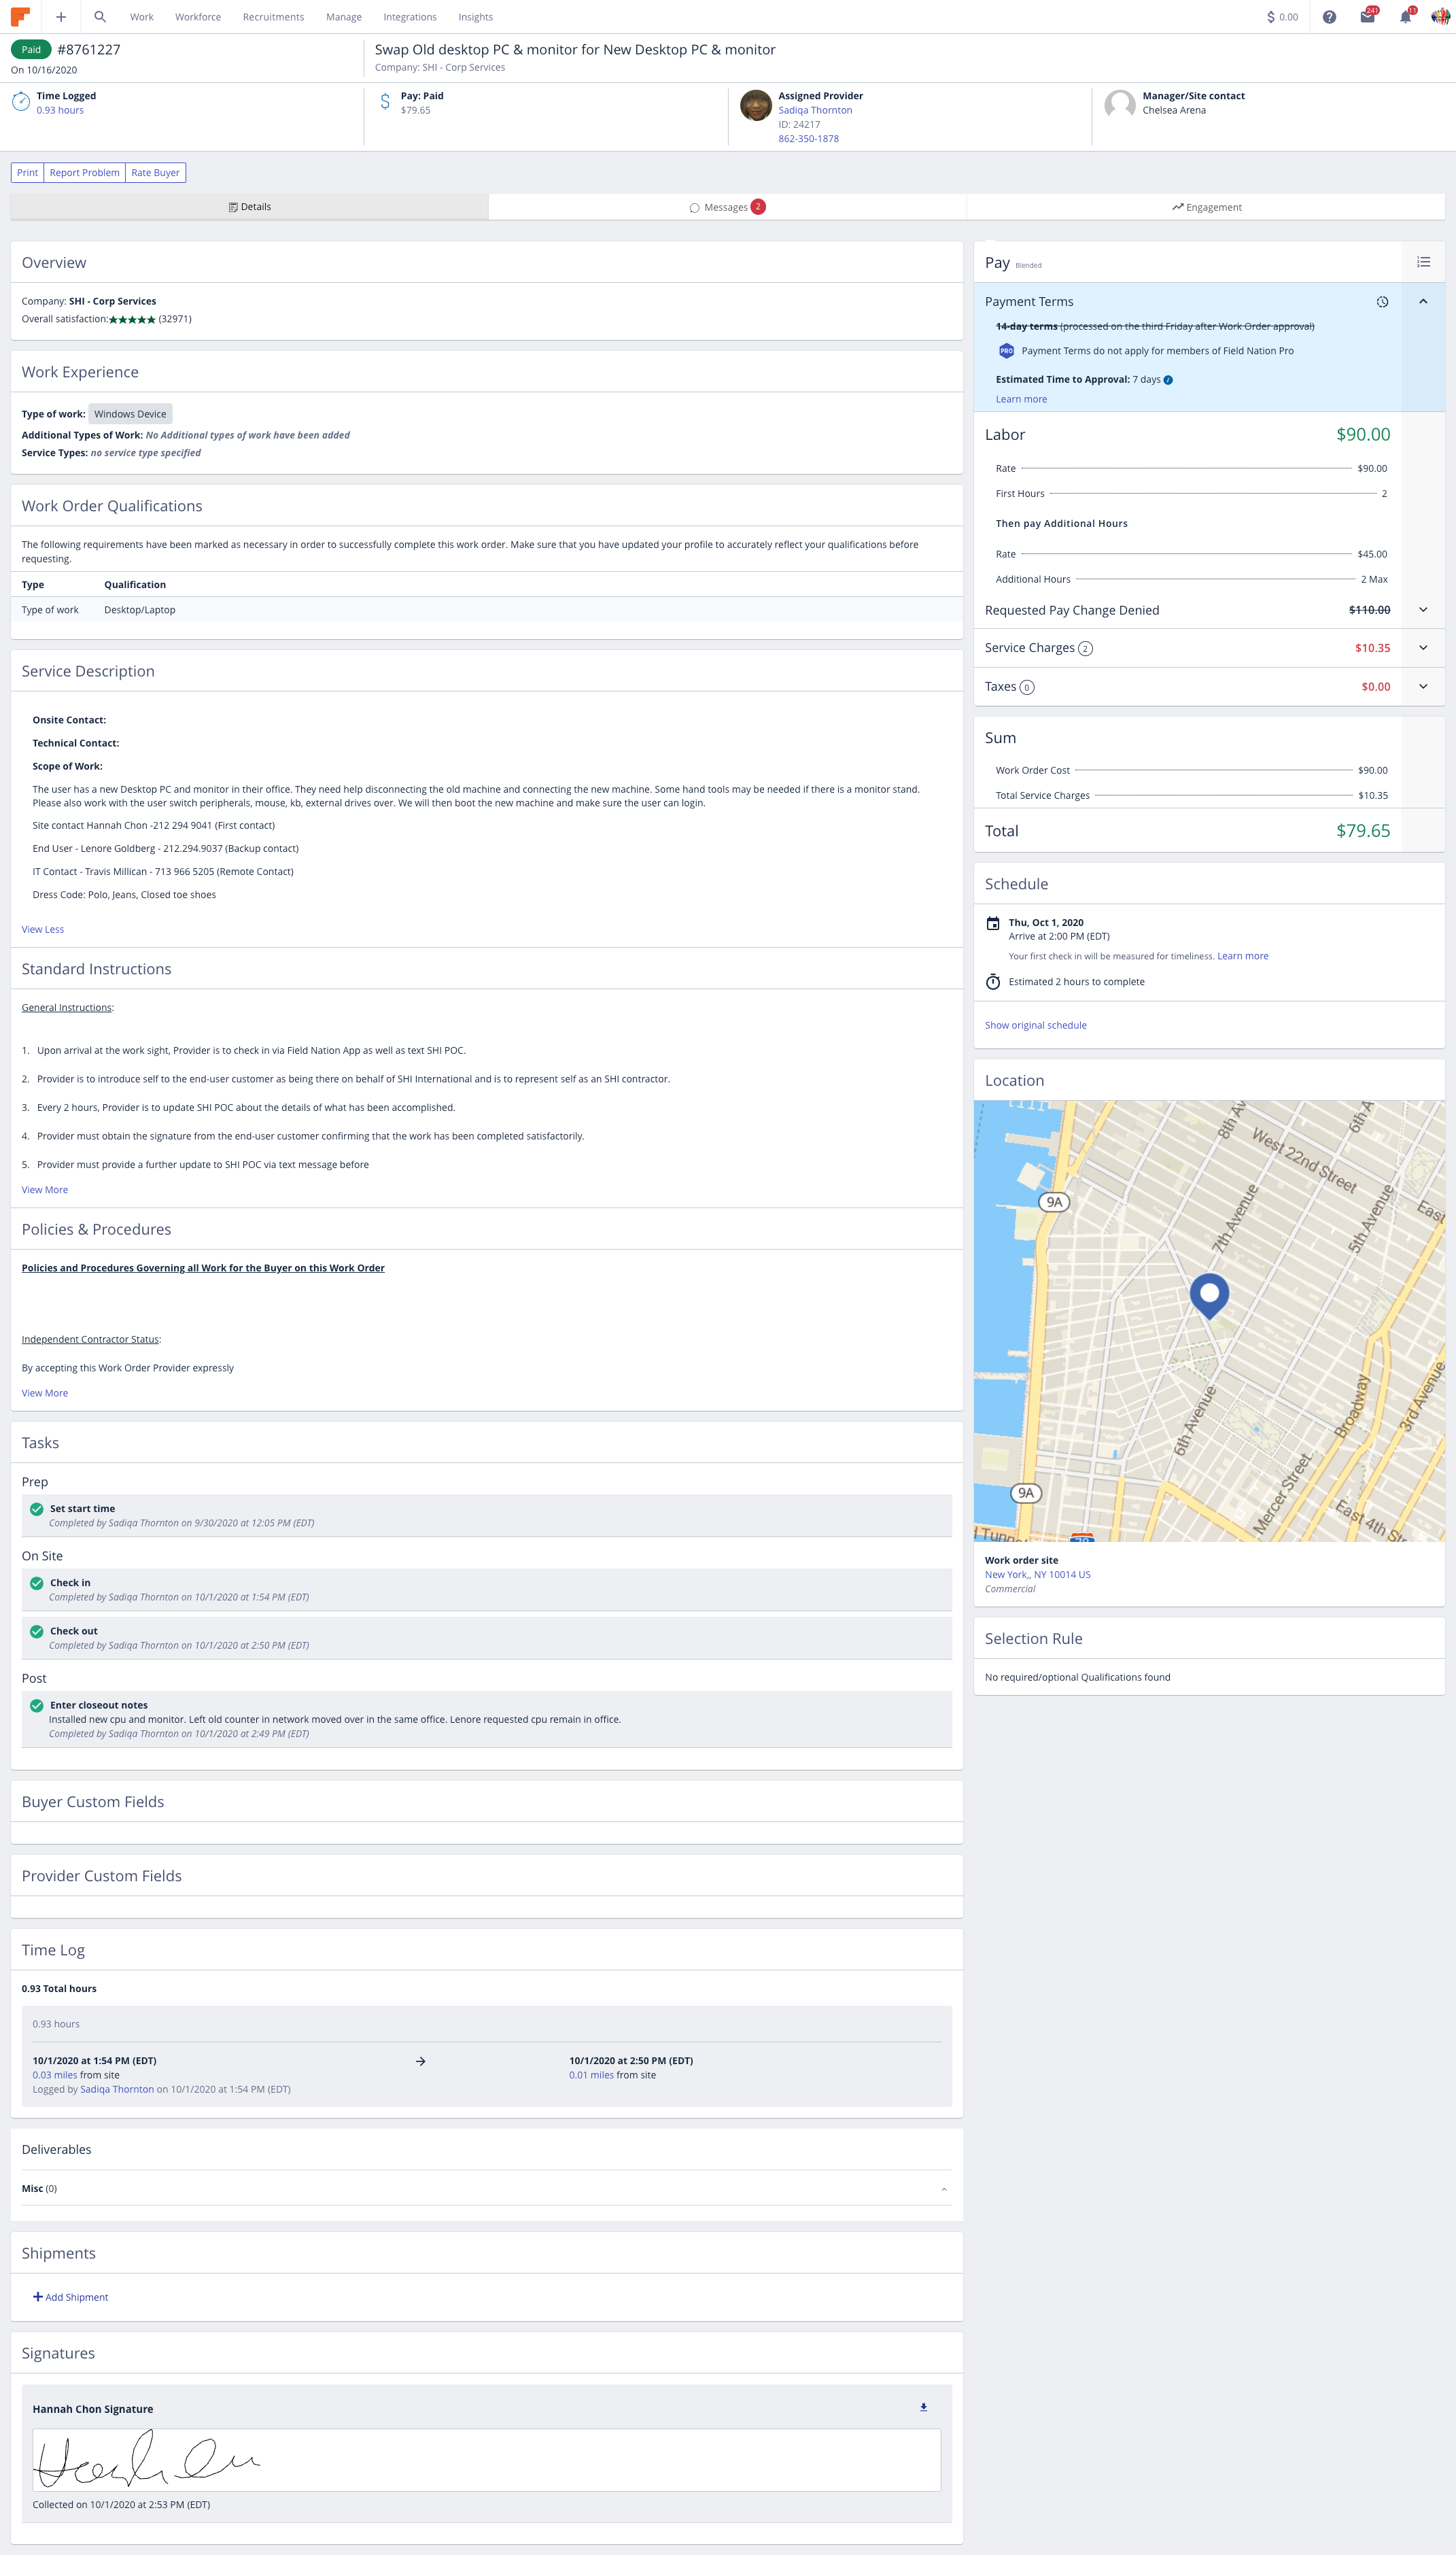 Work Workforce Recruitments Manage Integrations Insights $ 0.00 241 11
Paid #8761227
On 10/16/2020
Swap Old desktop PC & monitor for New Desktop PC & monitor
Company: SHI - Corp Services
Time Logged
0.93 hours
Pay: Paid
$79.65
Assigned Provider
Sadiqa Thornton
ID: 24217
862-350-1878
Manager/Site contact
Chelsea Arena
Print Report Problem Rate Buyer
Details Messages 2 Engagement
Overview
Company: SHI - Corp Services
Overall satisfaction:★★★★★ (32971)
Work Experience
Type of work: Windows Device
Additional Types of Work: No Additional types of work have been added
Service Types: no service type specified
Work Order Qualifications
The following requirements have been marked as necessary in order to successfully complete this work order. Make sure that you have updated your profile to accurately reflect your qualifications before
requesting.
Type Qualification
Type of work Desktop/Laptop
Service Description
Onsite Contact:
Technical Contact:
Scope of Work:
The user has a new Desktop PC and monitor in their office. They need help disconnecting the old machine and connecting the new machine. Some hand tools may be needed if there is a monitor stand.
Please also work with the user switch peripherals, mouse, kb, external drives over. We will then boot the new machine and make sure the user can login.
Site contact Hannah Chon -212 294 9041 (First contact)
End User - Lenore Goldberg - 212.294.9037 (Backup contact)
IT Contact - Travis Millican - 713 966 5205 (Remote Contact)
Dress Code: Polo, Jeans, Closed toe shoes
View Less
Standard Instructions
General Instructions:
1. Upon arrival at the work sight, Provider is to check in via Field Nation App as well as text SHI POC.
2. Provider is to introduce self to the end-user customer as being there on behalf of SHI International and is to represent self as an SHI contractor.
3. Every 2 hours, Provider is to update SHI POC about the details of what has been accomplished.
4. Provider must obtain the signature from the end-user customer confirming that the work has been completed satisfactorily.
5. Provider must provide a further update to SHI POC via text message before
View More
Policies & Procedures
Policies and Procedures Governing all Work for the Buyer on this Work Order
Independent Contractor Status:
By accepting this Work Order Provider expressly
View More
Tasks
Prep
Set start time
Completed by Sadiqa Thornton on 9/30/2020 at 12:05 PM (EDT)
On Site
Check in
Completed by Sadiqa Thornton on 10/1/2020 at 1:54 PM (EDT)
Check out
Completed by Sadiqa Thornton on 10/1/2020 at 2:50 PM (EDT)
Post
Enter closeout notes
Installed new cpu and monitor. Left old counter in network moved over in the same office. Lenore requested cpu remain in office.
Completed by Sadiqa Thornton on 10/1/2020 at 2:49 PM (EDT)
Buyer Custom Fields
Provider Custom Fields
Time Log
0.93 Total hours
0.93 hours
10/1/2020 at 1:54 PM (EDT) 10/1/2020 at 2:50 PM (EDT)
0.03 miles from site 0.01 miles from site
Logged by Sadiqa Thornton on 10/1/2020 at 1:54 PM (EDT)
Deliverables
Misc (0)
Shipments
Add Shipment
Signatures
Hannah Chon Signature
Collected on 10/1/2020 at 2:53 PM (EDT)
Pay Blended
Payment Terms
14-day terms (processed on the third Friday after Work Order approval)
PRO Payment Terms do not apply for members of Field Nation Pro
Estimated Time to Approval: 7 days
Learn more
Labor $90.00
Rate $90.00
First Hours 2
Then pay Additional Hours
Rate $45.00
Additional Hours 2 Max
Requested Pay Change Denied $110.00
Service Charges 2 $10.35
Taxes 0 $0.00
Sum
Work Order Cost $90.00
Total Service Charges $10.35
Total $79.65
Schedule
Thu, Oct 1, 2020
Arrive at 2:00 PM (EDT)
Your first check in will be measured for timeliness. Learn more
Estimated 2 hours to complete
Show original schedule
Location
8th Av
6th A
West 22nd Street
9A
7th Avenue
5th Avenue
East
6th Avenue
Broadway
3rd Avenue
9A
Mercer Street
East 4th Str
Work order site
New York,, NY 10014 US
Commercial
Selection Rule
No required/optional Qualifications found